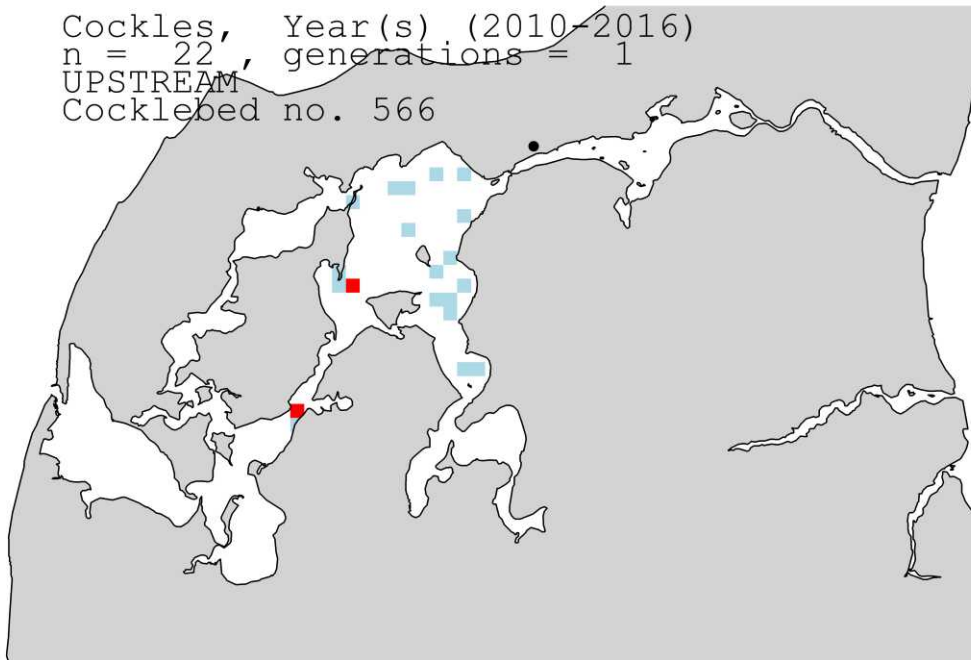 Cockles, Year(s) (2010-2016)
n = 22 , generations = 1
UPSTREAM
Cocklebed no. 566